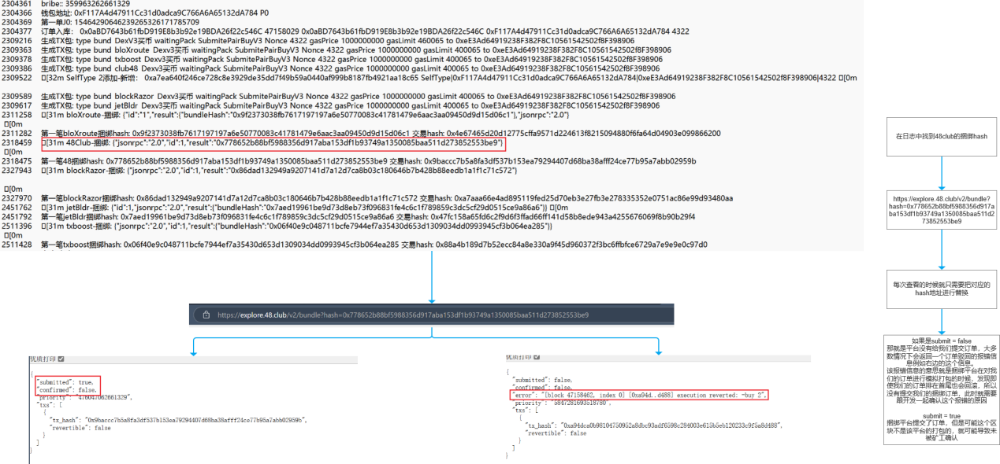 2304361 bribe:: 359963262661329
2304366 钱包地址: 0xF117A4d47911Cc31d0adca9C766A6A65132dA784 P0
2304369 第一单J0: 15464290646239265326171785709
2304377 订单入库: 0x0aBD7643b61fbD919E8b3b92e19BDA26f22c546C 47158029 0x0aBD7643b61fbD919E8b3b92e19BDA26f22c546C 0xF117A4d47911Cc31d0adca9C766A6A65132dA784 4322
2309216 生成TX包: type bund DexV3买币 waitingPack SubmitePairBuyV3 Nonce 4322 gasPrice 1000000000 gasLimit 460065 to 0xeE3Ad64919238F382F8C10561542502f8F398906
2309363 生成TX包: type bund bloXroute Dexv3买币 waitingPack SubmitePairBuyV3 Nonce 4322 gasPrice 1000000000 gasLimit 400065 to 0xeE3Ad64919238F382F8C10561542502f8F398906
2309378 生成TX包: type bund txboost Dexv3买币 waitingPack SubmitePairBuyV3 Nonce 4322 gasPrice 1000000000 gasLimit 400065 to 0xeE3Ad64919238F382F8C10561542502f8F398906
2309386 生成TX包: type bund club48 Dexv3买币 waitingPack SubmitePairBuyV3 Nonce 4322 gasPrice 1000000000 gasLimit 400065 to 0xeE3Ad64919238F382F8C10561542502f8F398906
2309522 □[32m SelfType 2添加-新增: 0xa7ea640f246ce728c8e3929de35dd7f49b59a0440af999b8187fb4921aa18c65 SelfType|0xF117A4d47911Cc31d0adca9C766A6A65132dA784|0xeE3Ad64919238F382F8C10561542502f8F398906|4322 □[0m
2309589 生成TX包: type bund blockRazor Dexv3买币 waitingPack SubmitePairBuyV3 Nonce 4322 gasPrice 1000000000 gasLimit 400065 to 0xeE3Ad64919238F382F8C10561542502f8F398906
2309617 生成TX包: type bund jetBldr Dexv3买币 waitingPack SubmitePairBuyV3 Nonce 4322 gasPrice 1000000000 gasLimit 400065 to 0xeE3Ad64919238F382F8C10561542502f8F398906
2311258 □[31m bloXroute-捆绑: {"id":"1","result":{"bundleHash":"0x9f2373038fb7617197197a6e50770083c41781479e6aac3aa09450d9d15d06c1"},"jsonrpc":"2.0"}
□[0m
2311282 第一笔bloXroute捆绑hash: 0x9f2373038fb7617197197a6e50770083c41781479e6aac3aa09450d9d15d06c1 交易hash: 0x4e67465d20d12775cffa9571d224613f8215094880f6fa64d04903e099866200
2318459 □[31m 48Club-捆绑: {"jsonrpc":"2.0","id":1,"result":"0x778652b88bf5988356d917aba153df1b93749a1350085baa511d273852553be9"}
□[0m
2318475 第一笔48捆绑hash: 0x778652b88bf5988356d917aba153df1b93749a1350085baa511d273852553be9 交易hash: 0x9baccc7b5a8fa3df537b153ea79294407d68ba38afff24ce77b95a7abb02959b
2327943 □[31m blockRazor-捆绑: {"jsonrpc":"2.0","id":1,"result":"0x86dad132949a9207141d7a12d7ca8b03c180646b7b428b88eedb1a1f1c71c572"}
□[0m
2327970 第一笔blockRazor捆绑hash: 0x86dad132949a9207141d7a12d7ca8b03c180646b7b428b88eedb1a1f1c71c572 交易hash: 0xa7aaa66e4ad895119fed25d70eb3e27fb3e278335352e0751ac86e99d93480aa
2451762 □[31m jetBldr-捆绑: {"id":1,"jsonrpc":"2.0","result":{"bundleHash":"0x7aed19961be9d73d8eb73f096831fe4c6c1f789859c3dc5cf29d0515ce9a86a6"}} □[0m
2451792 第一笔jetBldr捆绑hash: 0x7aed19961be9d73d8eb73f096831fe4c6c1f789859c3dc5cf29d0515ce9a86a6 交易hash: 0x47fc158a65fd6c2f9d6f3ffad66ff141d58b8ede943a4255676069f8b90b29f4
2511396 □[31m txboost-捆绑: {"jsonrpc":"2.0","id":1,"result":{"bundleHash":"0x06f40e9c048711bcfe7944ef7a35430d653d1309034dd0993945cf3b064ea285"}}
□[0m
2511428 第一笔txboost捆绑hash: 0x06f40e9c048711bcfe7944ef7a35430d653d1309034dd0993945cf3b064ea285 交易hash: 0x88a4b189d7b52ecc84a8e330a9f45d960372f3bc6ffbfce6729a7e9e9e0c97d0
https://explore.48.club/v2/bundle?hash=0x778652b88bf5988356d917aba153df1b93749a1350085baa511d273852553be9
优质打印
{
"submitted": true,
"confirmed": false,
"priority": "476047062661329",
"txs": [
{
"tx_hash": "0x9baccc7b5a8fa3df537b153ea79294407d68ba38afff24ce77b95a7abb02959b",
"revertible": false
}
]
}
优质打印
{
"submitted": false,
"confirmed": false,
"error": "[block 47158462, index 0] [0xa94d..d488] execution reverted: -buy 2",
"priority": "5847281693518780",
"txs": [
{
"tx_hash": "0xa94dca0b98104750952a8dbc93adf6598c284003e615b5eb120233c9f5a8d488",
"revertible": false
}
]
}
在日志中找到48club的捆绑hash
https://explore.48.club/v2/bundle?
hash=0x778652b88bf5988356d917a
ba153df1b93749a1350085baa511d2
73852553be9
每次查看的时候就只需要把对应的
hash地址进行替换
如果是submit = false
那就是平台没有给我们提交订单，大多
数情况下会返回一个订单驳回的报错信
息例如右边的这个信息。
该报错信息的意思就是捆绑平台在对我
们的订单进行模拟打包的时候，发现即
使我们的订单排在首尾也会回滚，所以
没有提交我们的捆绑订单，此时就需要
跟开发一起确认这个报错的原因
submit = true
捆绑平台提交了订单，但是可能这个区
块不是该平台的打包的，就可能导致未
被矿工确认